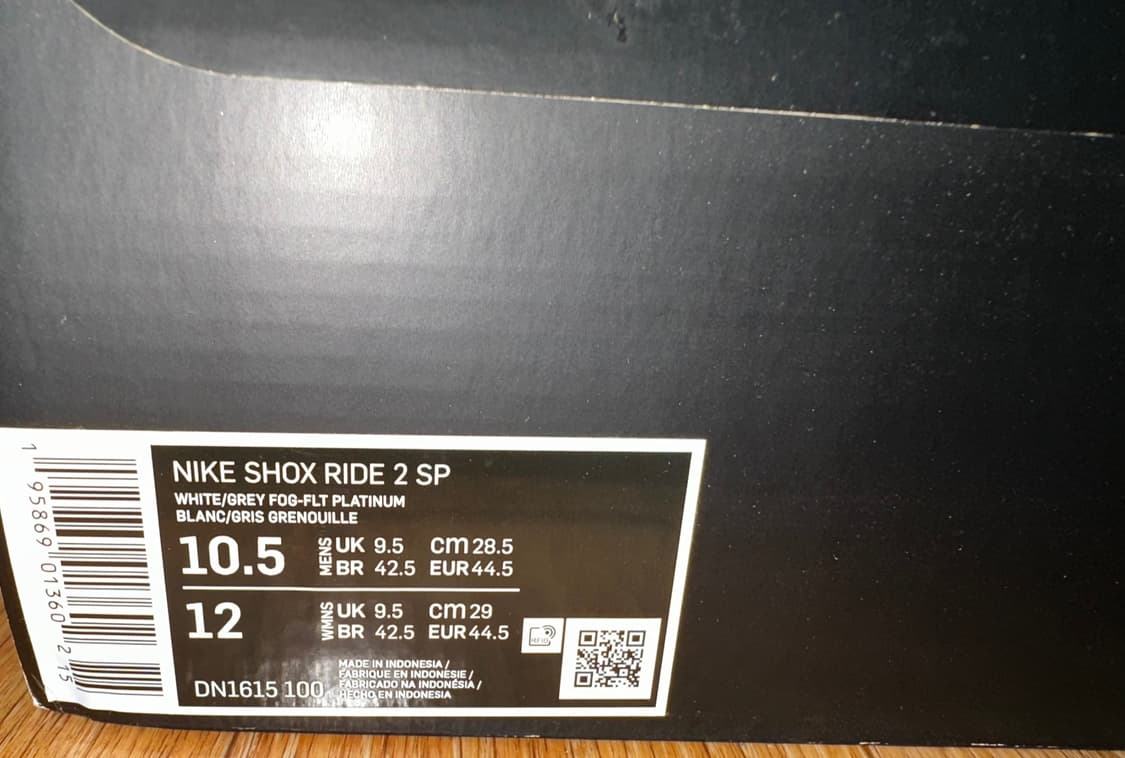 NIKE SHOX RIDE 2 SP
WHITE/GREY FOG-FLT PLATINUM
BLANC/GRIS GRENOUILLE
10.5 MENS UK 9.5 cm 28.5
BR 42.5 EUR 44.5
12 WMNS UK 9.5 cm 29
BR 42.5 EUR 44.5
RFID
MADE IN INDONESIA /
FABRIQUE EN INDONESIE /
FABRICADO NA INDONÉSIA /
HECHO EN INDONESIA
DN1615 100
1 95869 01360 2 15